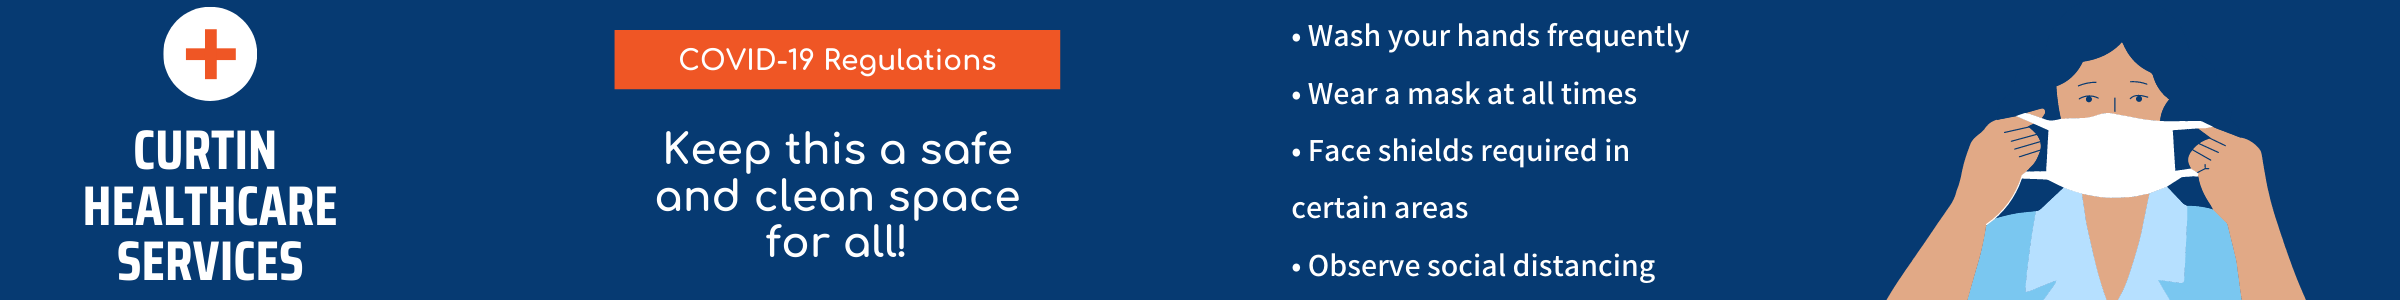 CURTIN
HEALTHCARE
SERVICES
COVID-19 Regulations
Keep this a safe
and clean space
for all!
• Wash your hands frequently
• Wear a mask at all times
• Face shields required in
certain areas
• Observe social distancing